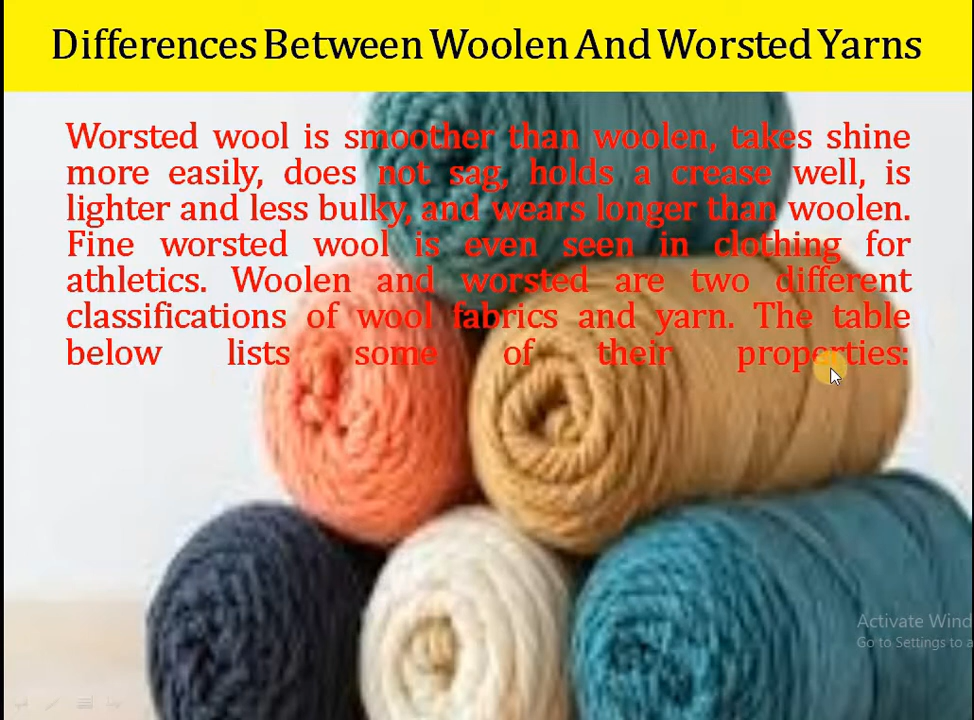 Differences Between Woolen And Worsted Yarns
Worsted wool is smoother than woolen, takes shine
more easily, does not sag, holds a crease well, is
lighter and less bulky, and wears longer than woolen.
Fine worsted wool is even seen in clothing for
athletics. Woolen and worsted are two different
classifications of wool fabrics and yarn. The table
below lists some of their properties:
Activate Wind
Go to Settings to a